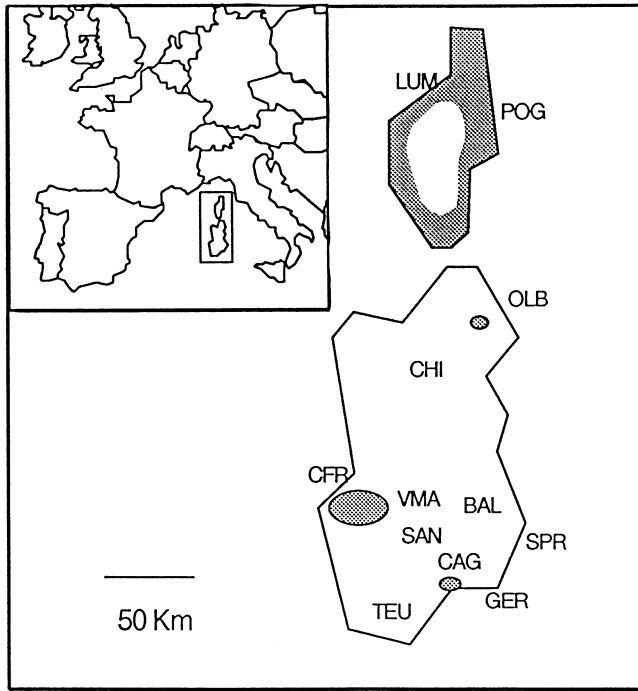 LUM
POG
OLB
CHI
CFR
VMA
BAL
SAN
SPR
CAG
GER
TEU
50 Km